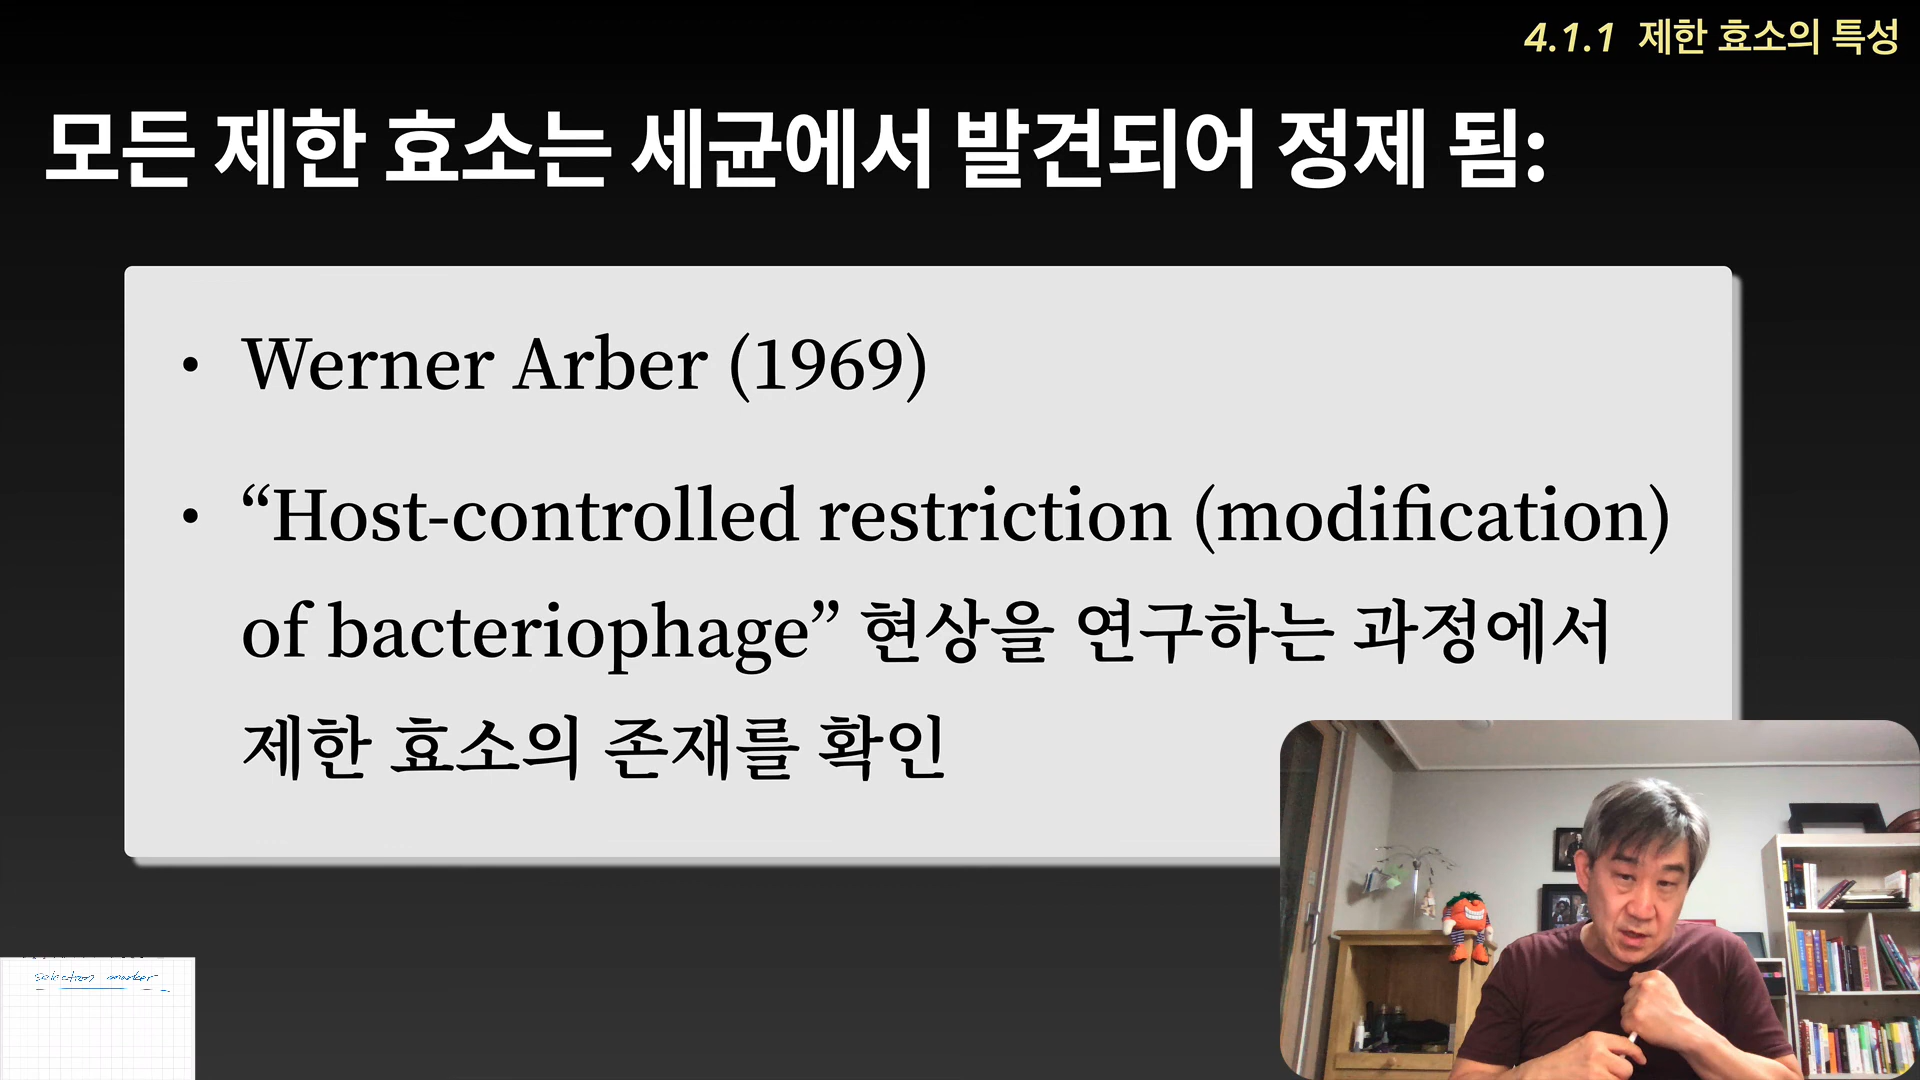 4.1.1 제한 효소의 특성
모든 제한 효소는 세균에서 발견되어 정제 됨:
• Werner Arber (1969)
• “Host-controlled restriction (modification)
of bacteriophage” 현상을 연구하는 과정에서
제한 효소의 존재를 확인
selection marker